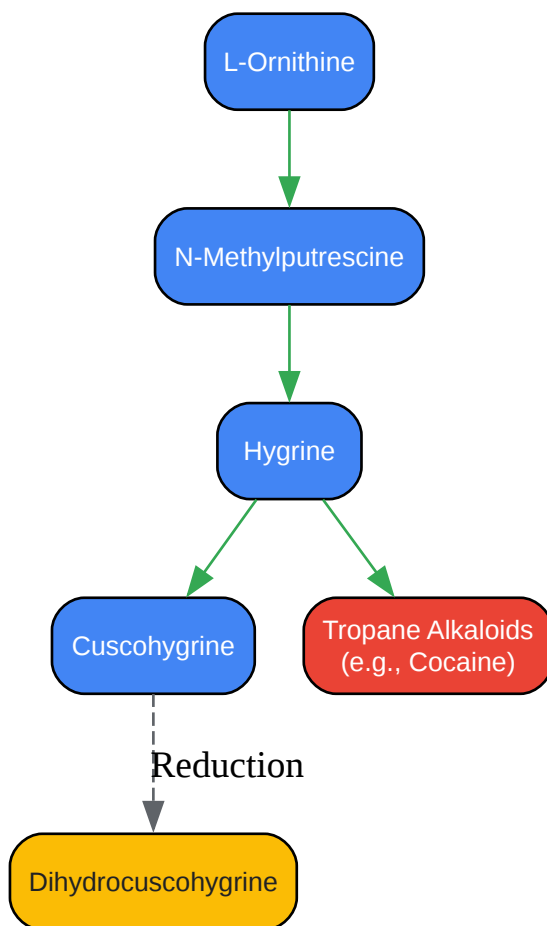 L-Ornithine
N-Methylputrescine
Hygrine
Cuscohygrine
Tropane Alkaloids
(e.g., Cocaine)
Reduction
Dihydrocuscohygrine